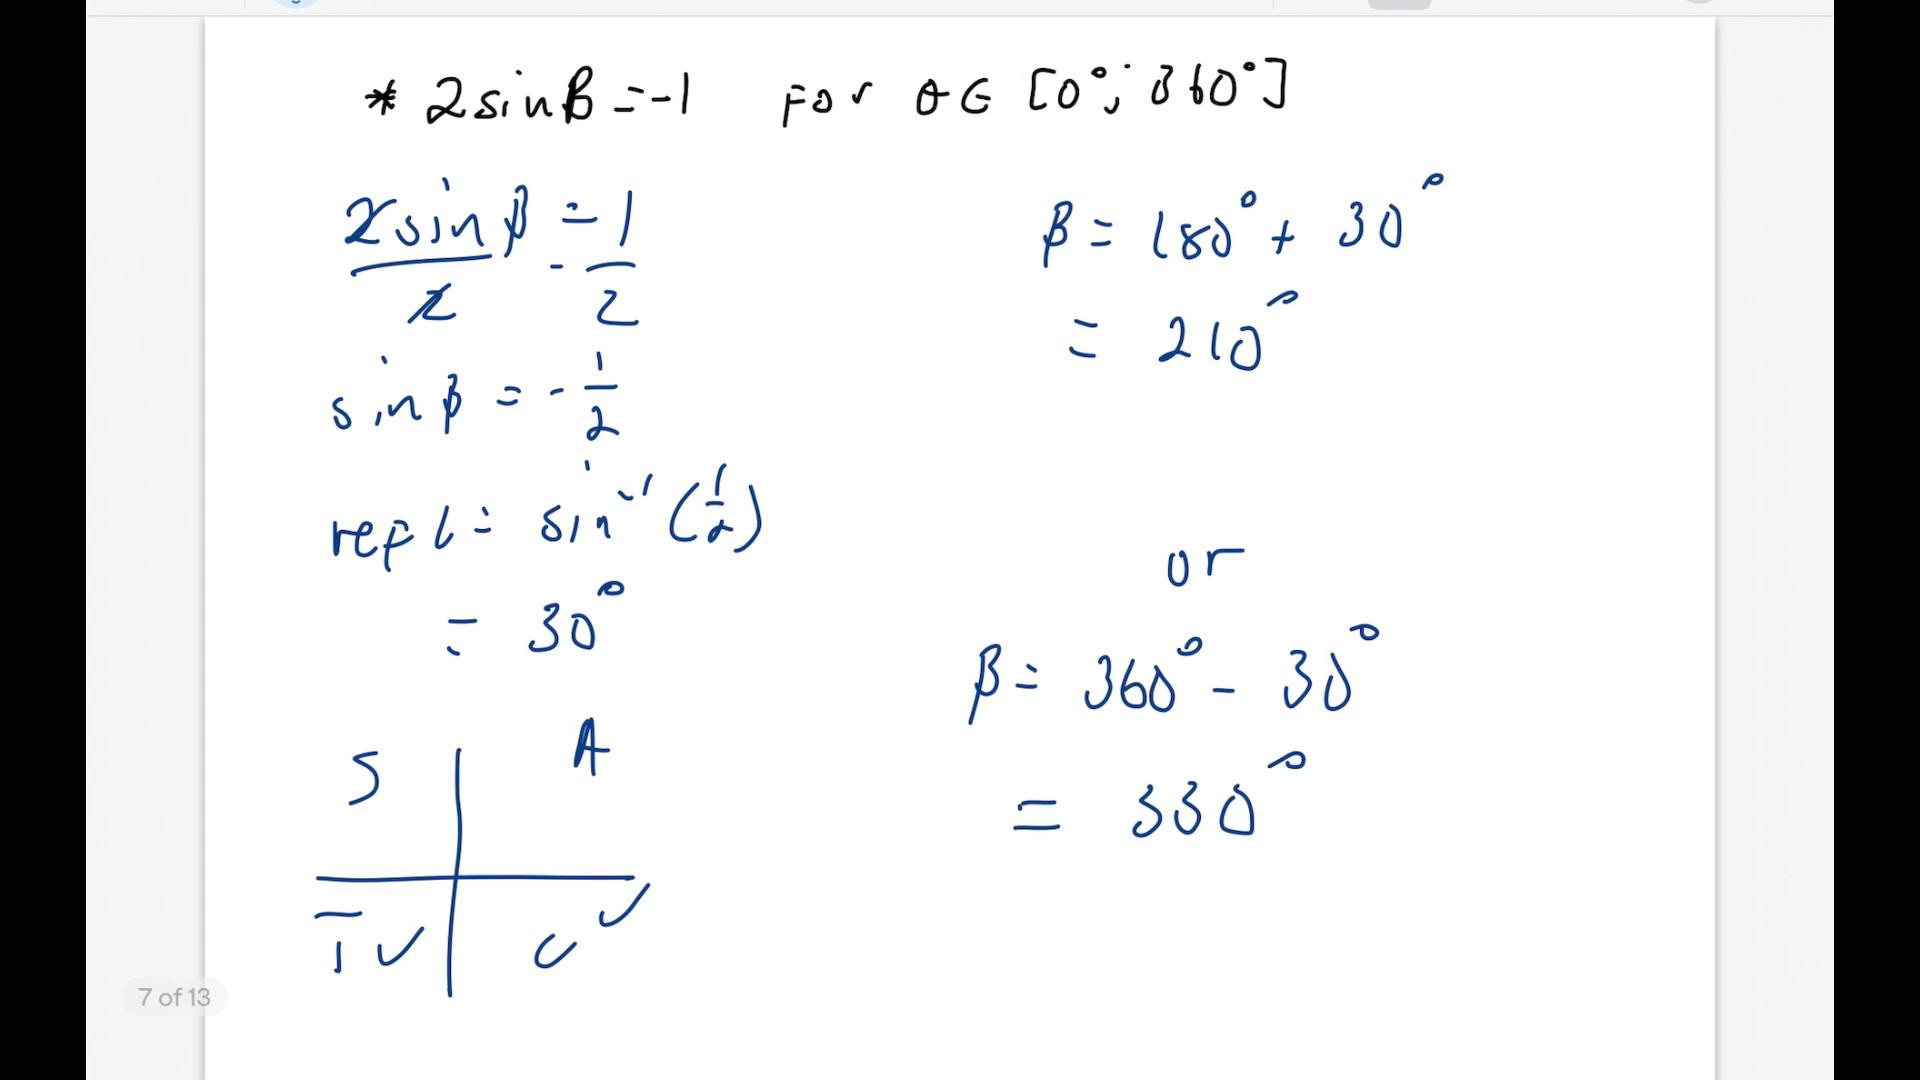 * 2sinβ = -1 for θ ∈ [0°; 360°]
2sinβ = 1
2 - 2
sinβ = - 1/2
ref∠ = sin⁻¹(1/2)
= 30°
S A
T ✓ C ✓
β = 180° + 30°
= 210°
or
β = 360° - 30°
= 330°
7 of 13